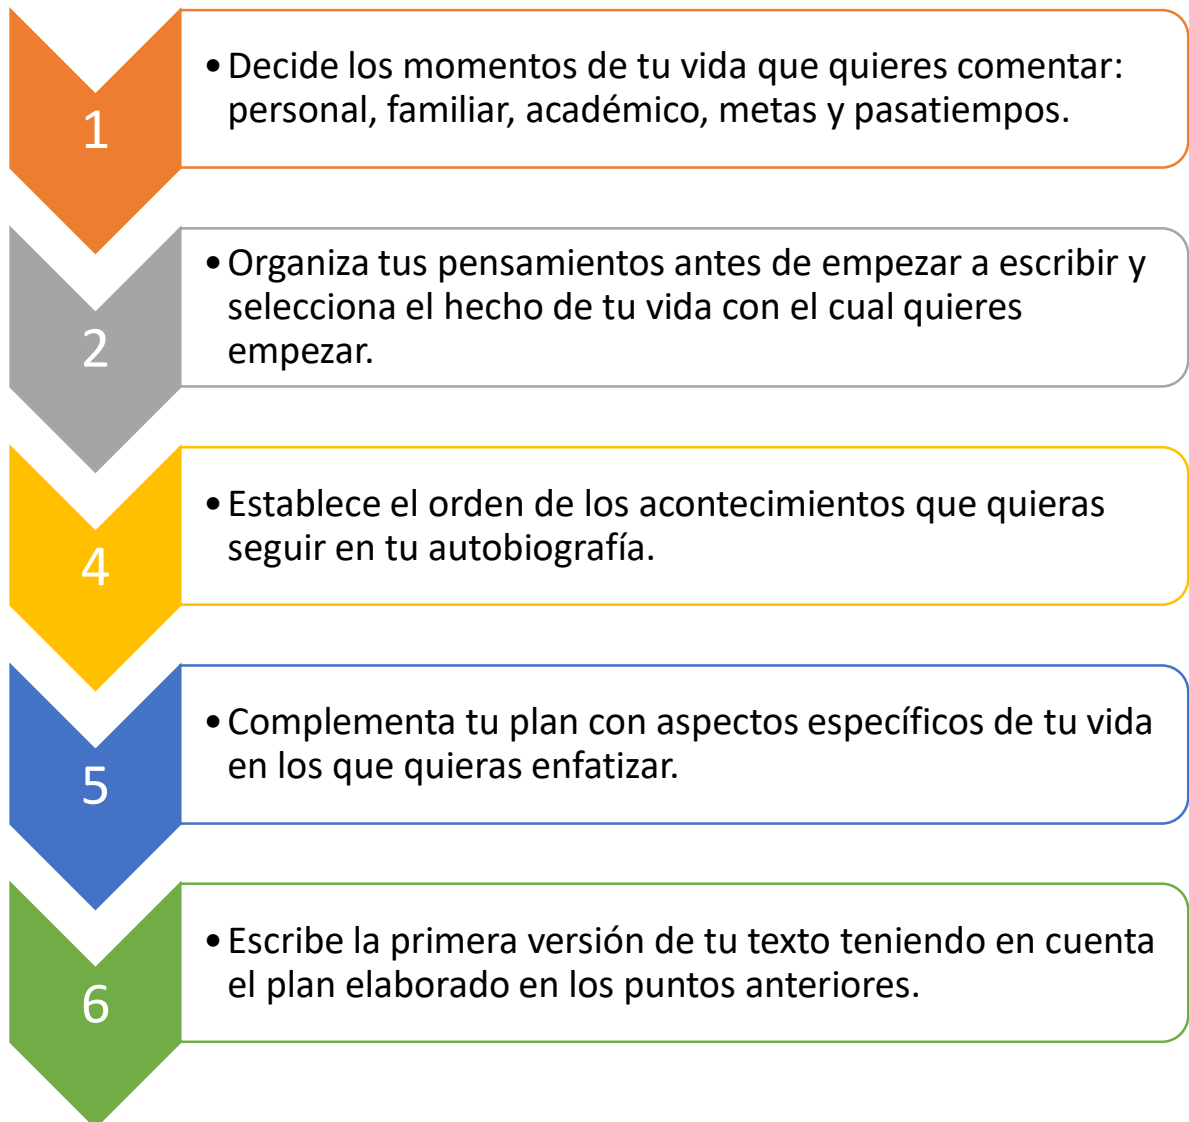 1
• Decide los momentos de tu vida que quieres comentar:
personal, familiar, académico, metas y pasatiempos.
2
• Organiza tus pensamientos antes de empezar a escribir y
selecciona el hecho de tu vida con el cual quieres
empezar.
4
• Establece el orden de los acontecimientos que quieras
seguir en tu autobiografía.
5
• Complementa tu plan con aspectos específicos de tu vida
en los que quieras enfatizar.
6
• Escribe la primera versión de tu texto teniendo en cuenta
el plan elaborado en los puntos anteriores.